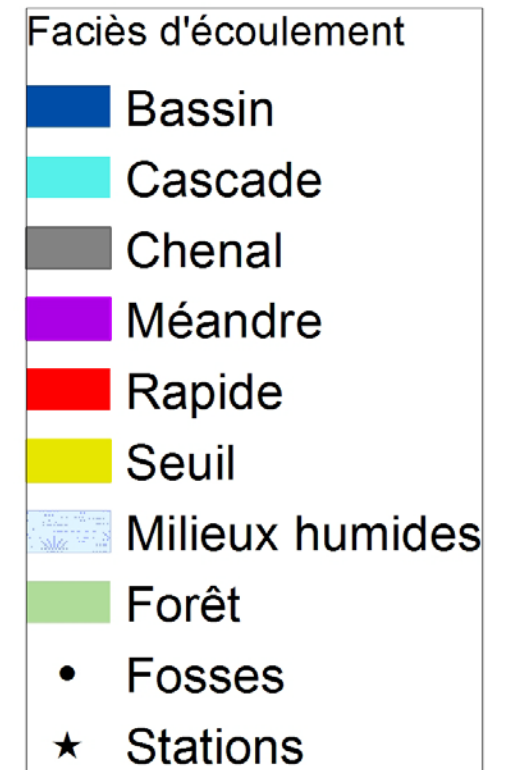 Faciès d'écoulement
Bassin
Cascade
Chenal
Méandre
Rapide
Seuil
Milieux humides
Forêt
Fosses
Stations